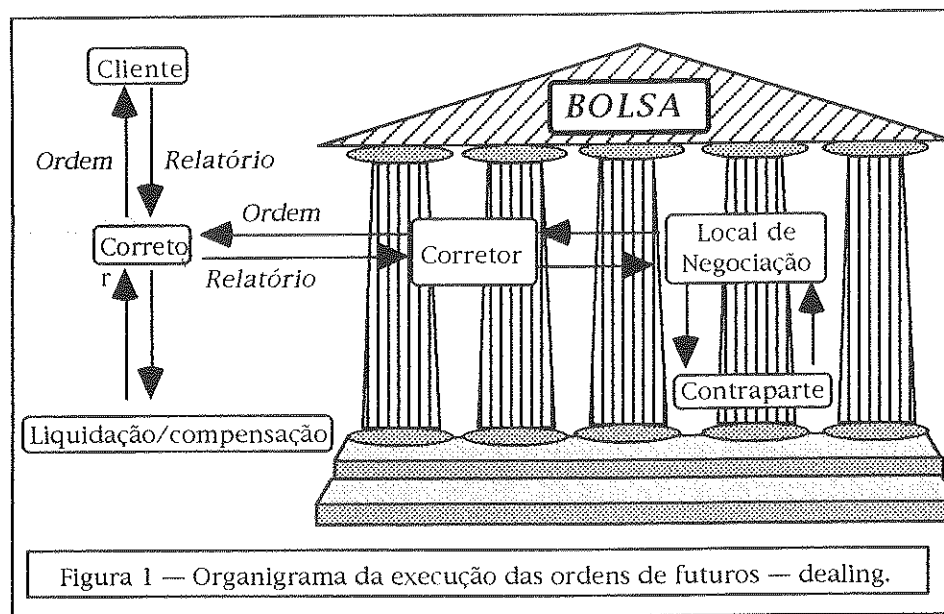 Cliente
BOLSA
Ordem
Relatório
Ordem
Correto
r
Relatório
Corretor
Local de
Negociação
Contraparte
Liquidação/compensação
Figura 1 — Organigrama da execução das ordens de futuros — dealing.